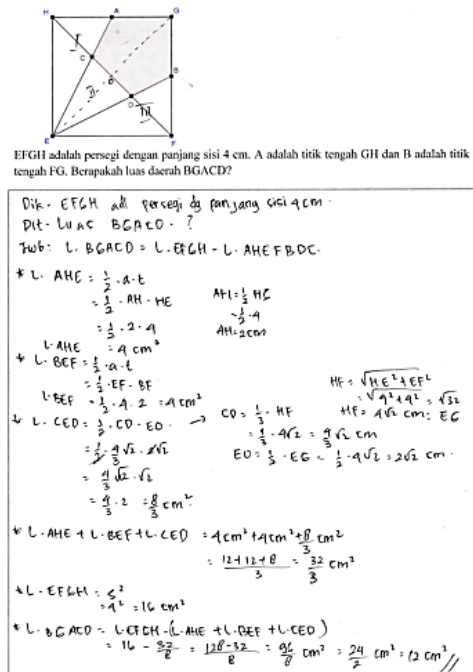 H A G
I
C
II O
B
D
III
E F
EFGH adalah persegi dengan panjang sisi 4 cm. A adalah titik tengah GH dan B adalah titik
tengah FG. Berapakah luas daerah BGACD?
Dik. EFGH adl persegi dg panjang sisi 4 cm.
Dit. Luas BGACD. ?
Jwb: L. BGACD = L. EFGH - L. AHEFBDC.
* L. AHE = 1/2 . a . t
= 1/2 . AH . HE AH = 1/2 HG
= 1/2 . 2 . 4 = 1/2 . 4
L. AHE = 4 cm² AH = 2 cm
* L. BEF = 1/2 . a . t
= 1/2 . EF . BF HF = √HE² + EF²
L. BEF = 1/2 . 4 . 2 = 4 cm² = √4² + 4² = √32
* L. CED = 1/2 . CD . EO. → CD = 1/3 . HF HF = 4√2 cm = EG
= 1/2 . 4/3 √2 . 2√2 = 1/3 . 4√2 = 4/3 √2 cm
= 4/3 √2 . √2 EO = 1/2 . EG = 1/2 . 4√2 = 2√2 cm.
= 4/3 . 2 = 8/3 cm²
* L. AHE + L. BEF + L. CED = 4 cm² + 4 cm² + 8/3 cm²
= 12 + 12 + 8 / 3 = 32/3 cm²
* L. EFGH = s²
= 4² = 16 cm²
* L. BGACD = L. EFGH - (L. AHE + L. BEF + L. CED)
= 16 - 32/8 = 128 - 32 / 8 = 96/8 cm² = 24/2 cm² = 12 cm²